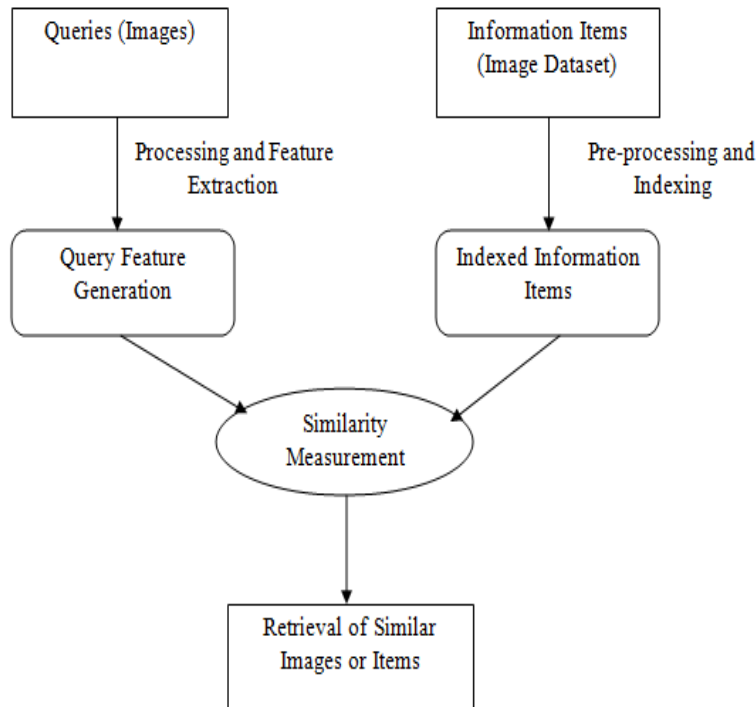 Queries (Images)
Information Items
(Image Dataset)
Processing and Feature
Extraction
Pre-processing and
Indexing
Query Feature
Generation
Indexed Information
Items
Similarity
Measurement
Retrieval of Similar
Images or Items